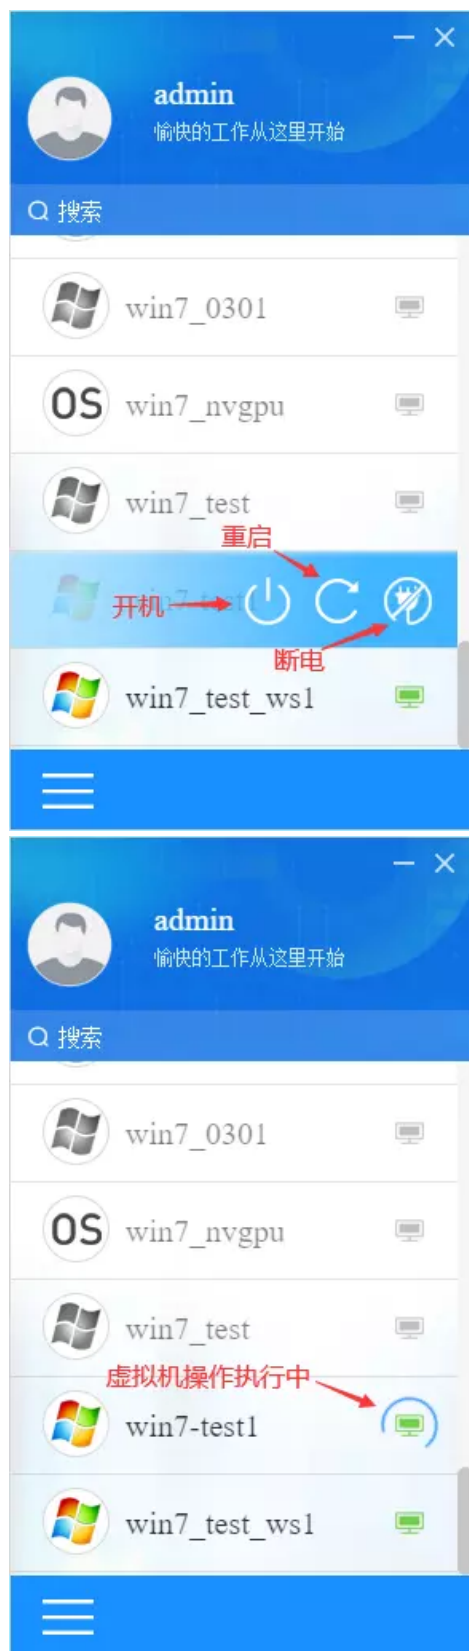 admin
愉快的工作从这里开始
搜索
win7_0301
OS win7_nvgpu
win7_test
重启
开机
win7-test1
断电
win7_test_ws1
admin
愉快的工作从这里开始
搜索
win7_0301
OS win7_nvgpu
win7_test
虚拟机操作执行中
win7-test1
win7_test_ws1